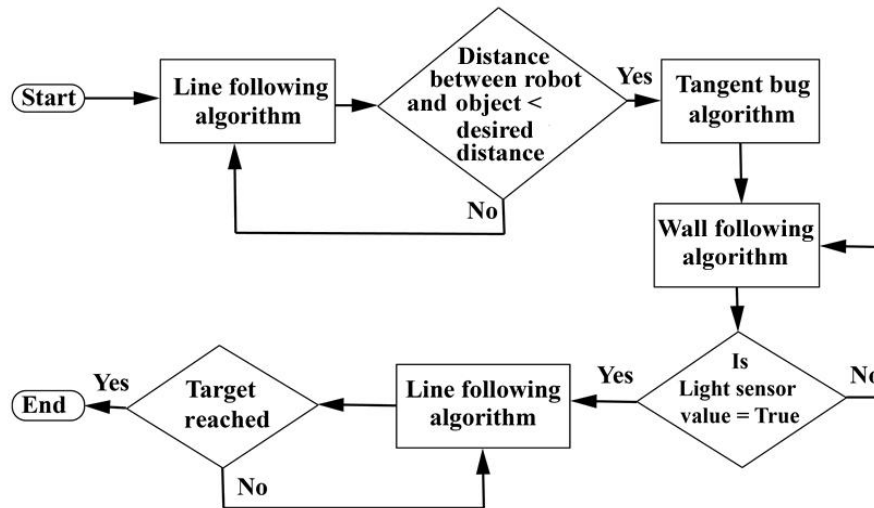 Start
Line following
algorithm
Distance
between robot
and object <
desired
distance
Yes
No
Tangent bug
algorithm
Wall following
algorithm
Is
Light sensor
value = True
No
Yes
Line following
algorithm
Target
reached
No
Yes
End